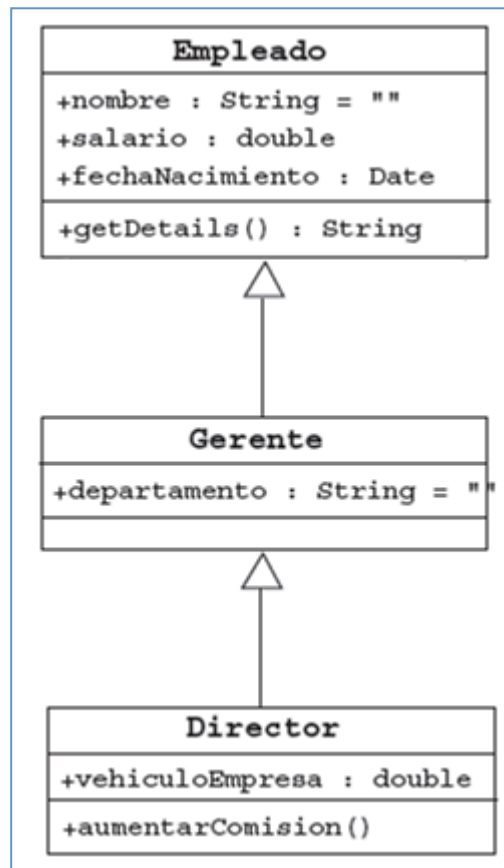 Empleado
+nombre : String = ""
+salario : double
+fechaNacimiento : Date
+getDetails() : String
Gerente
+departamento : String = ""
Director
+vehiculoEmpresa : double
+aumentarComision()